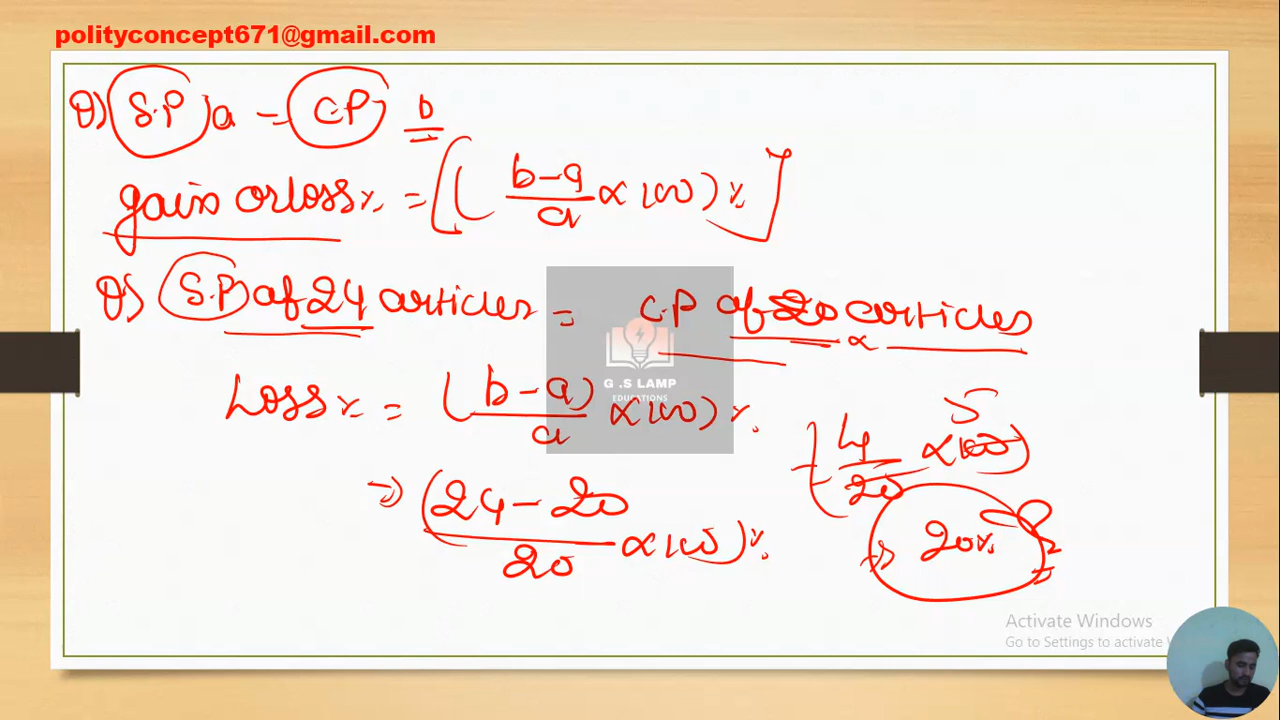 polityconcept671@gmail.com
Q) S.P a = C.P b
gain or loss % = [( b-a / a × 100 ) %]
Q) S.P of 24 articles = C.P of 20 articles
Loss % = ( b - a ) / a × 100 ) %.
⇒ ( 24 - 20 / 20 × 100 ) %.
( 4 / 20 × 100 ) 5
⇒ 20%
G .S LAMP
EDUCATIONS
Activate Windows
Go to Settings to activate W